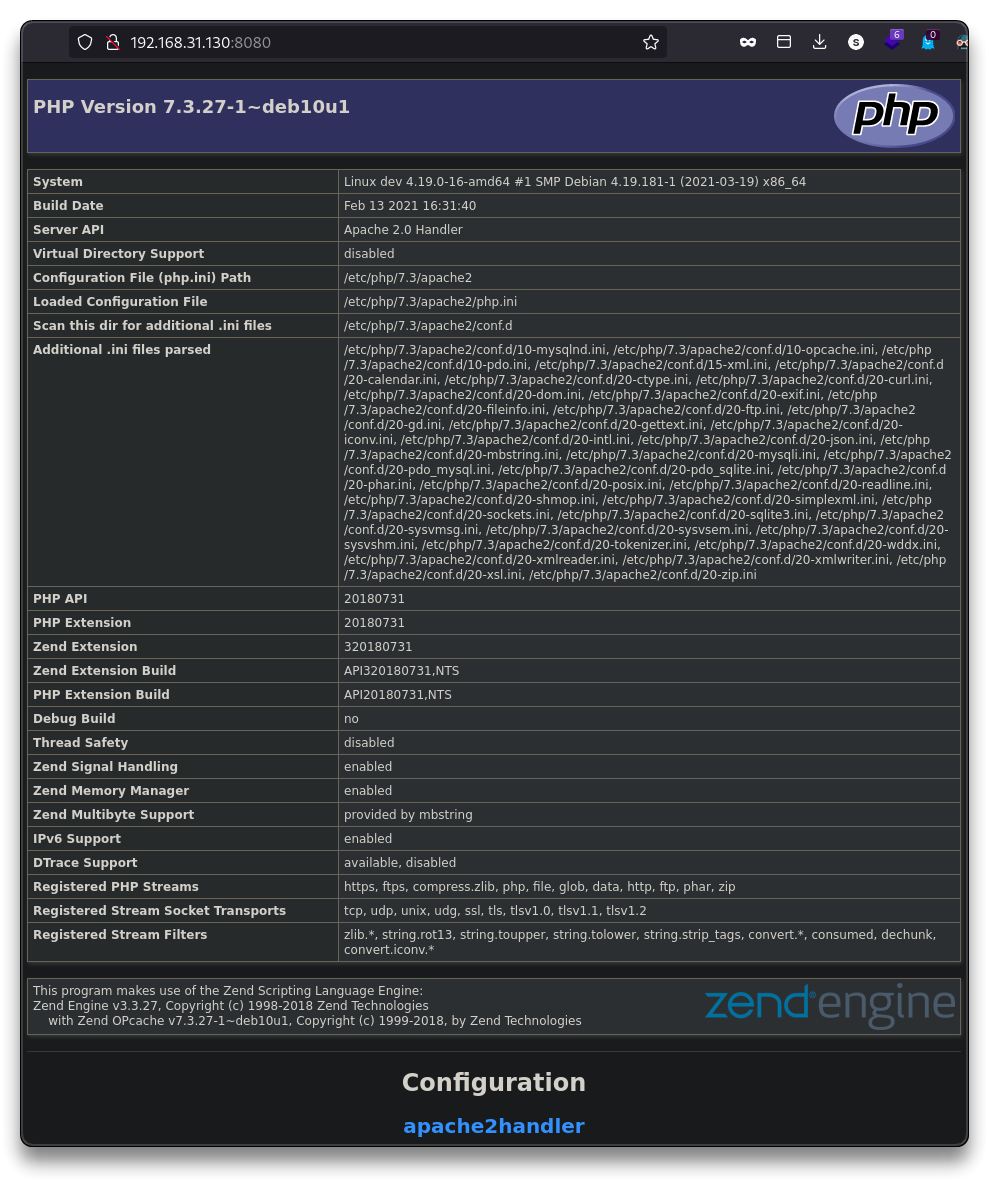 192.168.31.130:8080
S
6
0
PHP Version 7.3.27-1~deb10u1
php
System Linux dev 4.19.0-16-amd64 #1 SMP Debian 4.19.181-1 (2021-03-19) x86_64
Build Date Feb 13 2021 16:31:40
Server API Apache 2.0 Handler
Virtual Directory Support disabled
Configuration File (php.ini) Path /etc/php/7.3/apache2
Loaded Configuration File /etc/php/7.3/apache2/php.ini
Scan this dir for additional .ini files /etc/php/7.3/apache2/conf.d
Additional .ini files parsed /etc/php/7.3/apache2/conf.d/10-mysqlnd.ini, /etc/php/7.3/apache2/conf.d/10-opcache.ini, /etc/php
/7.3/apache2/conf.d/10-pdo.ini, /etc/php/7.3/apache2/conf.d/15-xml.ini, /etc/php/7.3/apache2/conf.d
/20-calendar.ini, /etc/php/7.3/apache2/conf.d/20-ctype.ini, /etc/php/7.3/apache2/conf.d/20-curl.ini,
/etc/php/7.3/apache2/conf.d/20-dom.ini, /etc/php/7.3/apache2/conf.d/20-exif.ini, /etc/php
/7.3/apache2/conf.d/20-fileinfo.ini, /etc/php/7.3/apache2/conf.d/20-ftp.ini, /etc/php/7.3/apache2
/conf.d/20-gd.ini, /etc/php/7.3/apache2/conf.d/20-gettext.ini, /etc/php/7.3/apache2/conf.d/20-
iconv.ini, /etc/php/7.3/apache2/conf.d/20-intl.ini, /etc/php/7.3/apache2/conf.d/20-json.ini, /etc/php
/7.3/apache2/conf.d/20-mbstring.ini, /etc/php/7.3/apache2/conf.d/20-mysqli.ini, /etc/php/7.3/apache2
/conf.d/20-pdo_mysql.ini, /etc/php/7.3/apache2/conf.d/20-pdo_sqlite.ini, /etc/php/7.3/apache2/conf.d
/20-phar.ini, /etc/php/7.3/apache2/conf.d/20-posix.ini, /etc/php/7.3/apache2/conf.d/20-readline.ini,
/etc/php/7.3/apache2/conf.d/20-shmop.ini, /etc/php/7.3/apache2/conf.d/20-simplexml.ini, /etc/php
/7.3/apache2/conf.d/20-sockets.ini, /etc/php/7.3/apache2/conf.d/20-sqlite3.ini, /etc/php/7.3/apache2
/conf.d/20-sysvmsg.ini, /etc/php/7.3/apache2/conf.d/20-sysvsem.ini, /etc/php/7.3/apache2/conf.d/20-
sysvshm.ini, /etc/php/7.3/apache2/conf.d/20-tokenizer.ini, /etc/php/7.3/apache2/conf.d/20-wddx.ini,
/etc/php/7.3/apache2/conf.d/20-xmlreader.ini, /etc/php/7.3/apache2/conf.d/20-xmlwriter.ini, /etc/php
/7.3/apache2/conf.d/20-xsl.ini, /etc/php/7.3/apache2/conf.d/20-zip.ini
PHP API 20180731
PHP Extension 20180731
Zend Extension 320180731
Zend Extension Build API320180731,NTS
PHP Extension Build API20180731,NTS
Debug Build no
Thread Safety disabled
Zend Signal Handling enabled
Zend Memory Manager enabled
Zend Multibyte Support provided by mbstring
IPv6 Support enabled
DTrace Support available, disabled
Registered PHP Streams https, ftps, compress.zlib, php, file, glob, data, http, ftp, phar, zip
Registered Stream Socket Transports tcp, udp, unix, udg, ssl, tls, tlsv1.0, tlsv1.1, tlsv1.2
Registered Stream Filters zlib.*, string.rot13, string.toupper, string.tolower, string.strip_tags, convert.*, consumed, dechunk,
convert.iconv.*
This program makes use of the Zend Scripting Language Engine:
Zend Engine v3.3.27, Copyright (c) 1998-2018 Zend Technologies
with Zend OPcache v7.3.27-1~deb10u1, Copyright (c) 1999-2018, by Zend Technologies
zend engine
Configuration
apache2handler